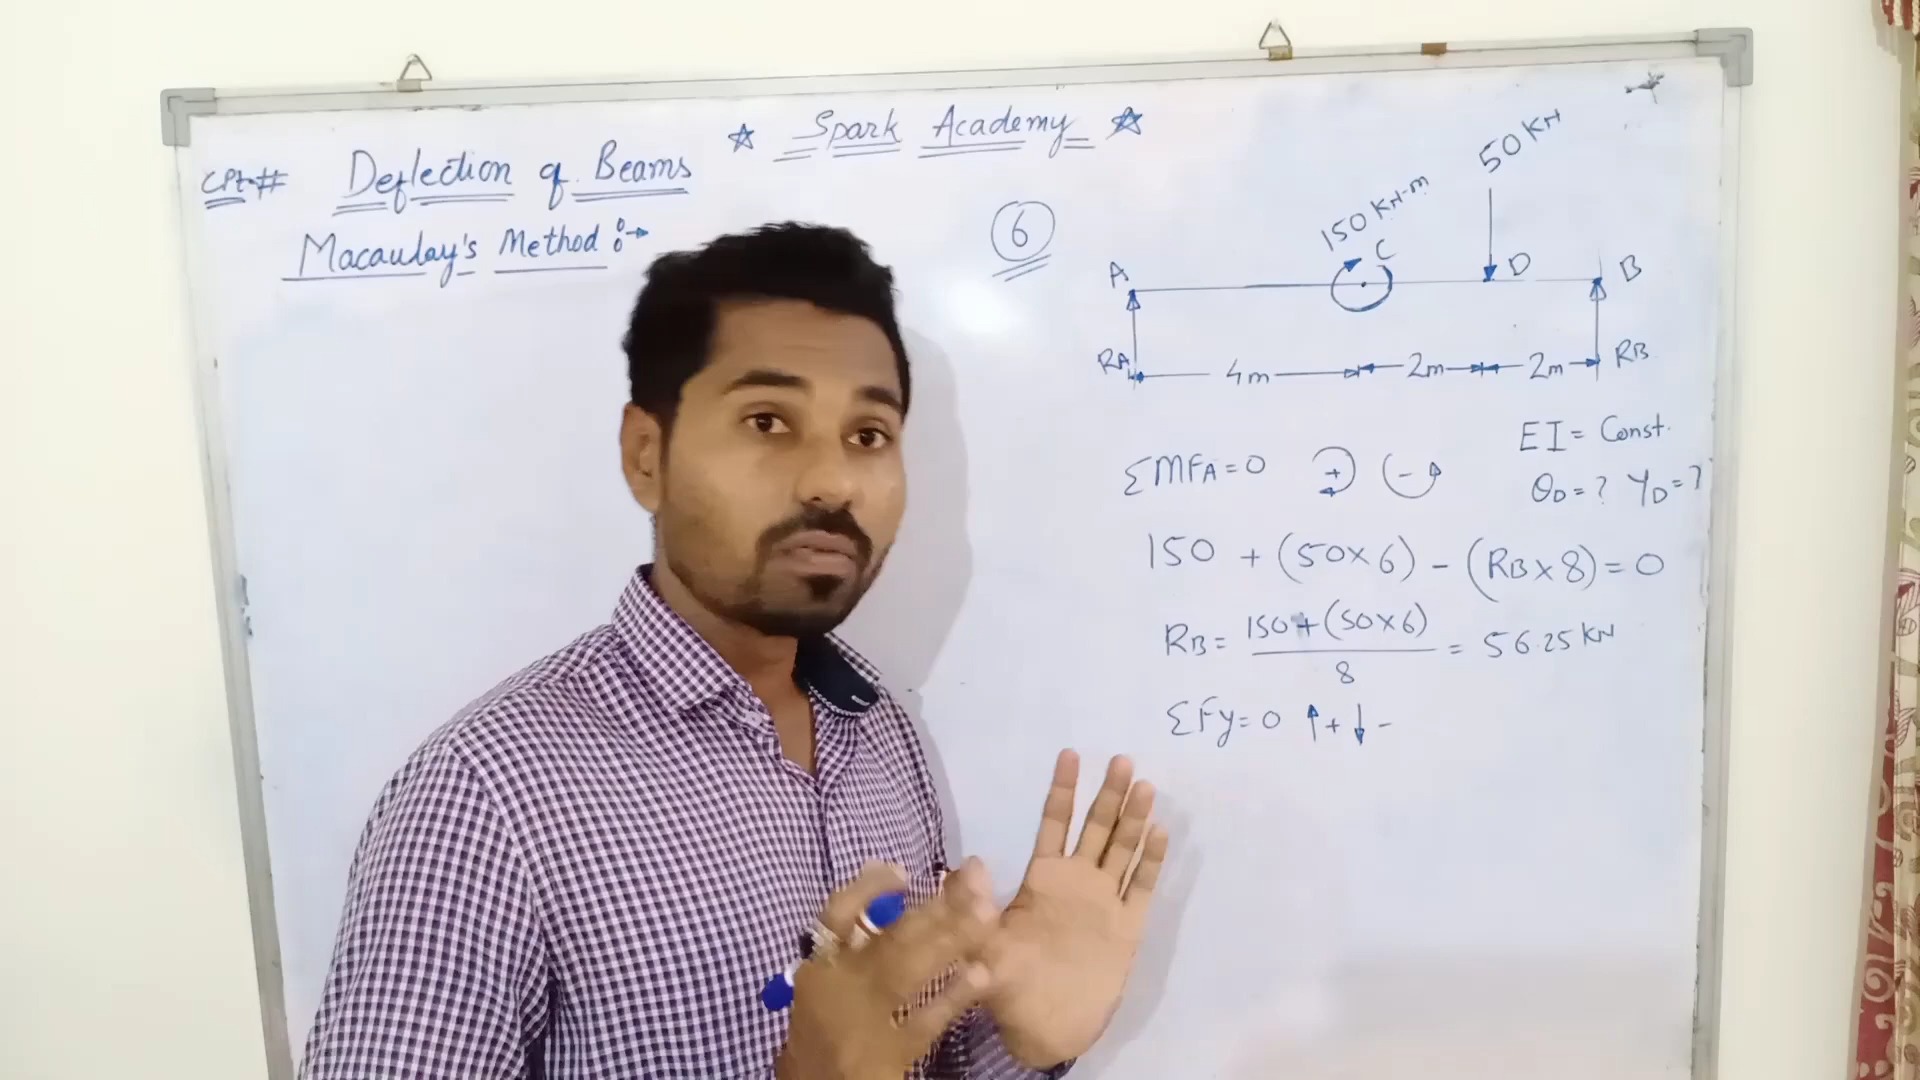 ☆ Spark Academy ☆
CPt-# Deflection of Beams
Macaulay's Method :→
6
50 KN
150 KN-m
A C D B
RA 4m 2m 2m RB
EI = Const.
θD = ? YD = ?
ΣMFA = 0 + -
150 + (50×6) - (RB×8) = 0
RB = 150+(50×6) / 8 = 56.25 KN
ΣFy = 0 ↑+ ↓-